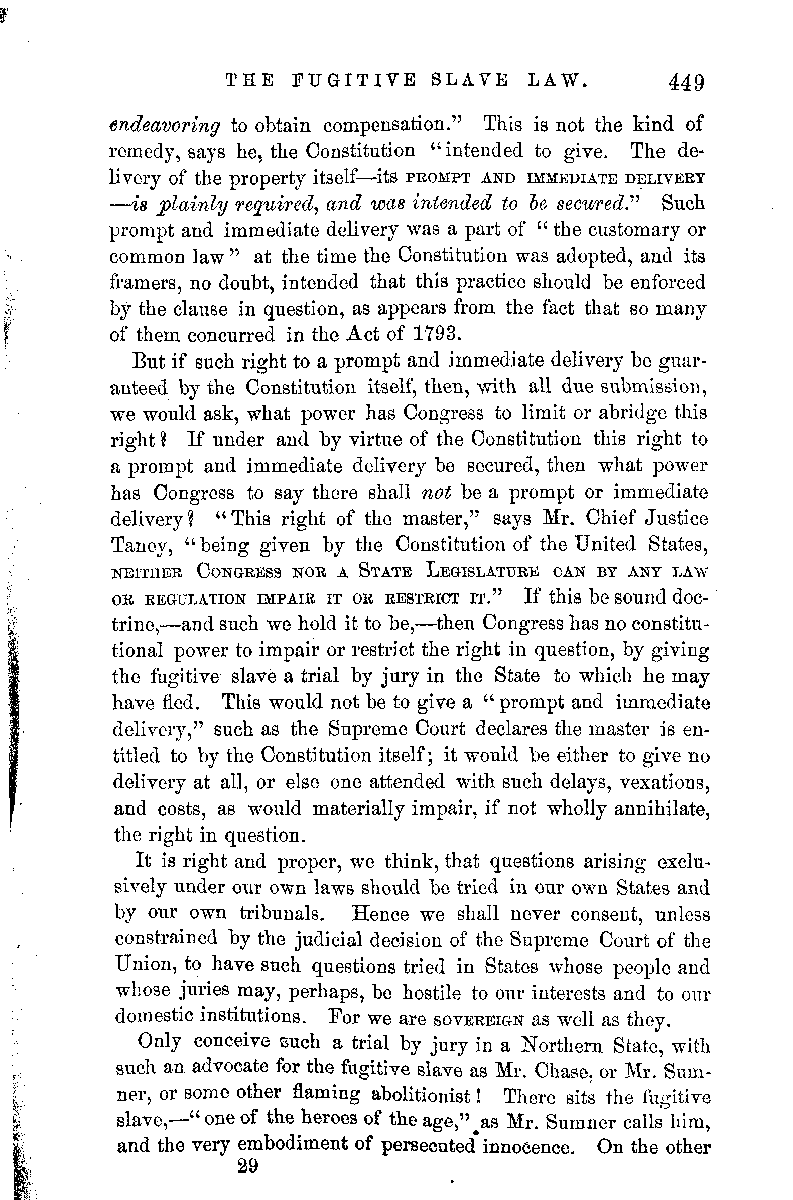 THE FUGITIVE SLAVE LAW. 449
endeavoring to obtain compensation.” This is not the kind of
remedy, says he, the Constitution “intended to give. The de-
livery of the property itself—its PROMPT AND IMMEDIATE DELIVERY
—is plainly required, and was intended to be secured.” Such
prompt and immediate delivery was a part of “the customary or
common law” at the time the Constitution was adopted, and its
framers, no doubt, intended that this practice should be enforced
by the clause in question, as appears from the fact that so many
of them concurred in the Act of 1793.
But if such right to a prompt and immediate delivery be guar-
anteed by the Constitution itself, then, with all due submission,
we would ask, what power has Congress to limit or abridge this
right? If under and by virtue of the Constitution this right to
a prompt and immediate delivery be secured, then what power
has Congress to say there shall not be a prompt or immediate
delivery? “This right of the master,” says Mr. Chief Justice
Taney, “being given by the Constitution of the United States,
NEITHER CONGRESS NOR A STATE LEGISLATURE CAN BY ANY LAW
OR REGULATION IMPAIR IT OR RESTRICT IT.” If this be sound doc-
trine,—and such we hold it to be,—then Congress has no constitu-
tional power to impair or restrict the right in question, by giving
the fugitive slave a trial by jury in the State to which he may
have fled. This would not be to give a “prompt and immediate
delivery,” such as the Supreme Court declares the master is en-
titled to by the Constitution itself; it would be either to give no
delivery at all, or else one attended with such delays, vexations,
and costs, as would materially impair, if not wholly annihilate,
the right in question.
It is right and proper, we think, that questions arising exclu-
sively under our own laws should be tried in our own States and
by our own tribunals. Hence we shall never consent, unless
constrained by the judicial decision of the Supreme Court of the
Union, to have such questions tried in States whose people and
whose juries may, perhaps, be hostile to our interests and to our
domestic institutions. For we are SOVEREIGN as well as they.
Only conceive such a trial by jury in a Northern State, with
such an advocate for the fugitive slave as Mr. Chase, or Mr. Sum-
ner, or some other flaming abolitionist! There sits the fugitive
slave,—“one of the heroes of the age,” as Mr. Sumner calls him,
and the very embodiment of persecuted innocence. On the other
29